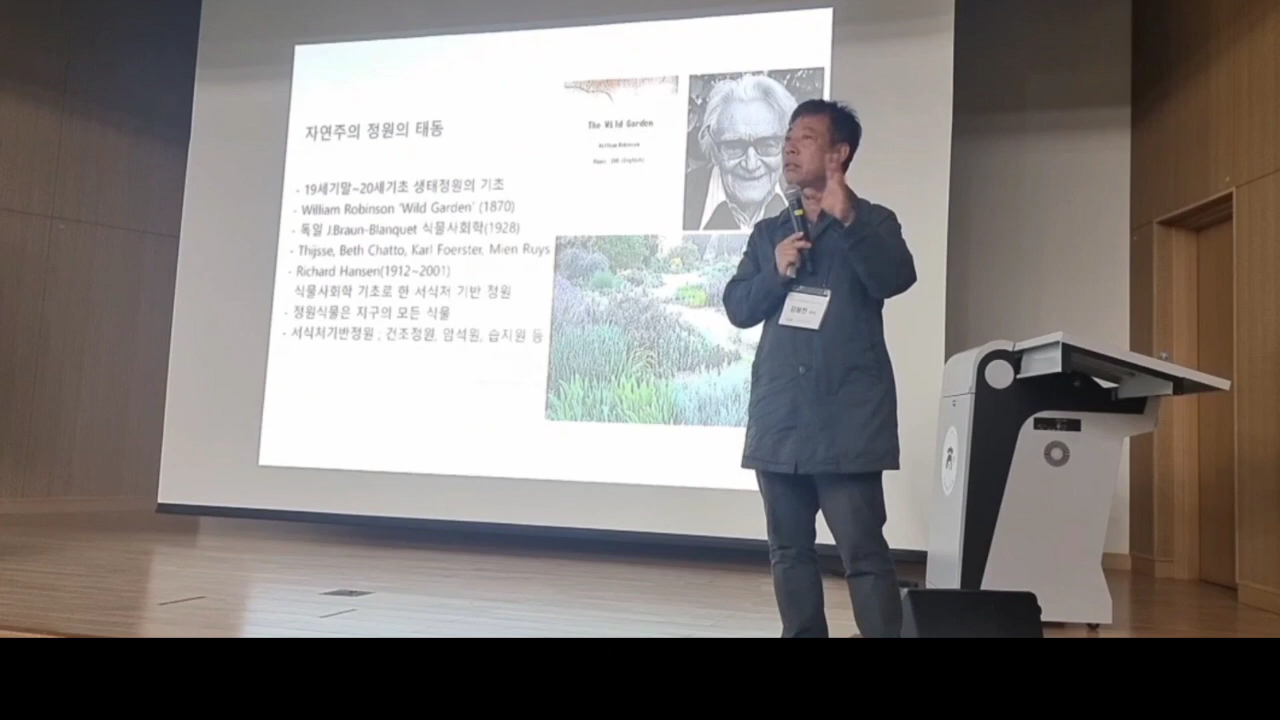 자연주의 정원의 태동
- 19세기말~20세기초 생태정원의 기초
- William Robinson 'Wild Garden' (1870)
- 독일 J.Braun-Blanquet 식물사회학(1928)
- Thijsse, Beth Chatto, Karl Foerster, Mien Ruys
- Richard Hansen(1912~2001)
식물사회학 기초로 한 서식처 기반 정원
- 정원식물은 지구의 모든 식물
- 서식처기반정원 : 건조정원, 암석원, 습지원 등
The Wild Garden
William Robinson